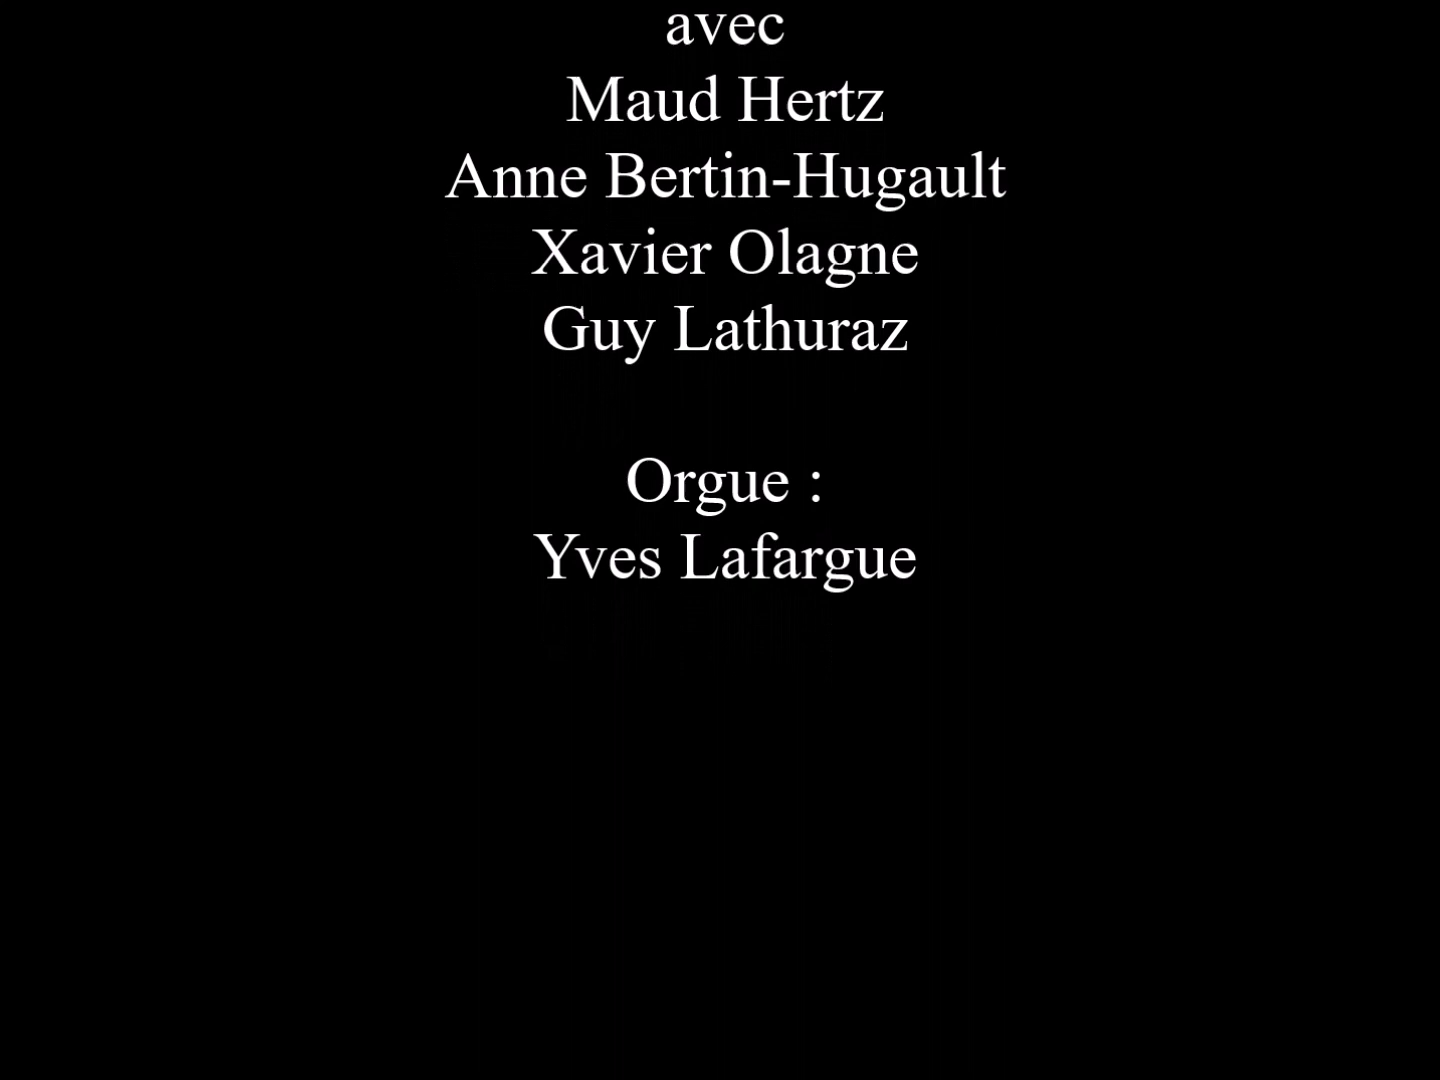 avec
Maud Hertz
Anne Bertin-Hugault
Xavier Olagne
Guy Lathuraz
Orgue :
Yves Lafargue